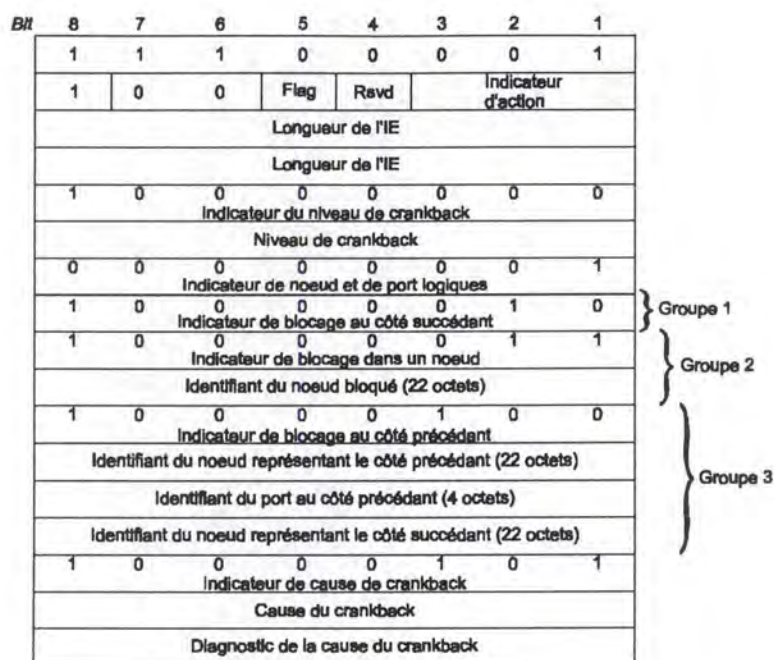 Bit 8 7 6 5 4 3 2 1
1 1 1 0 0 0 0 1
1 0 0 Flag Rsvd Indicateur
d'action
Longueur de l'IE
Longueur de l'IE
1 0 0 0 0 0 0 0
Indicateur du niveau de crankback
Niveau de crankback
0 0 0 0 0 0 0 1
Indicateur de noeud et de port logiques
1 0 0 0 0 0 1 0
Indicateur de blocage au côté succédant
Groupe 1
1 0 0 0 0 0 1 1
Indicateur de blocage dans un noeud
Identifiant du noeud bloqué (22 octets)
Groupe 2
1 0 0 0 0 1 0 0
Indicateur de blocage au côté précédant
Identifiant du noeud représentant le côté précédant (22 octets)
Identifiant du port au côté précédant (4 octets)
Identifiant du noeud représentant le côté succédant (22 octets)
Groupe 3
1 0 0 0 0 1 0 1
Indicateur de cause de crankback
Cause du crankback
Diagnostic de la cause du crankback